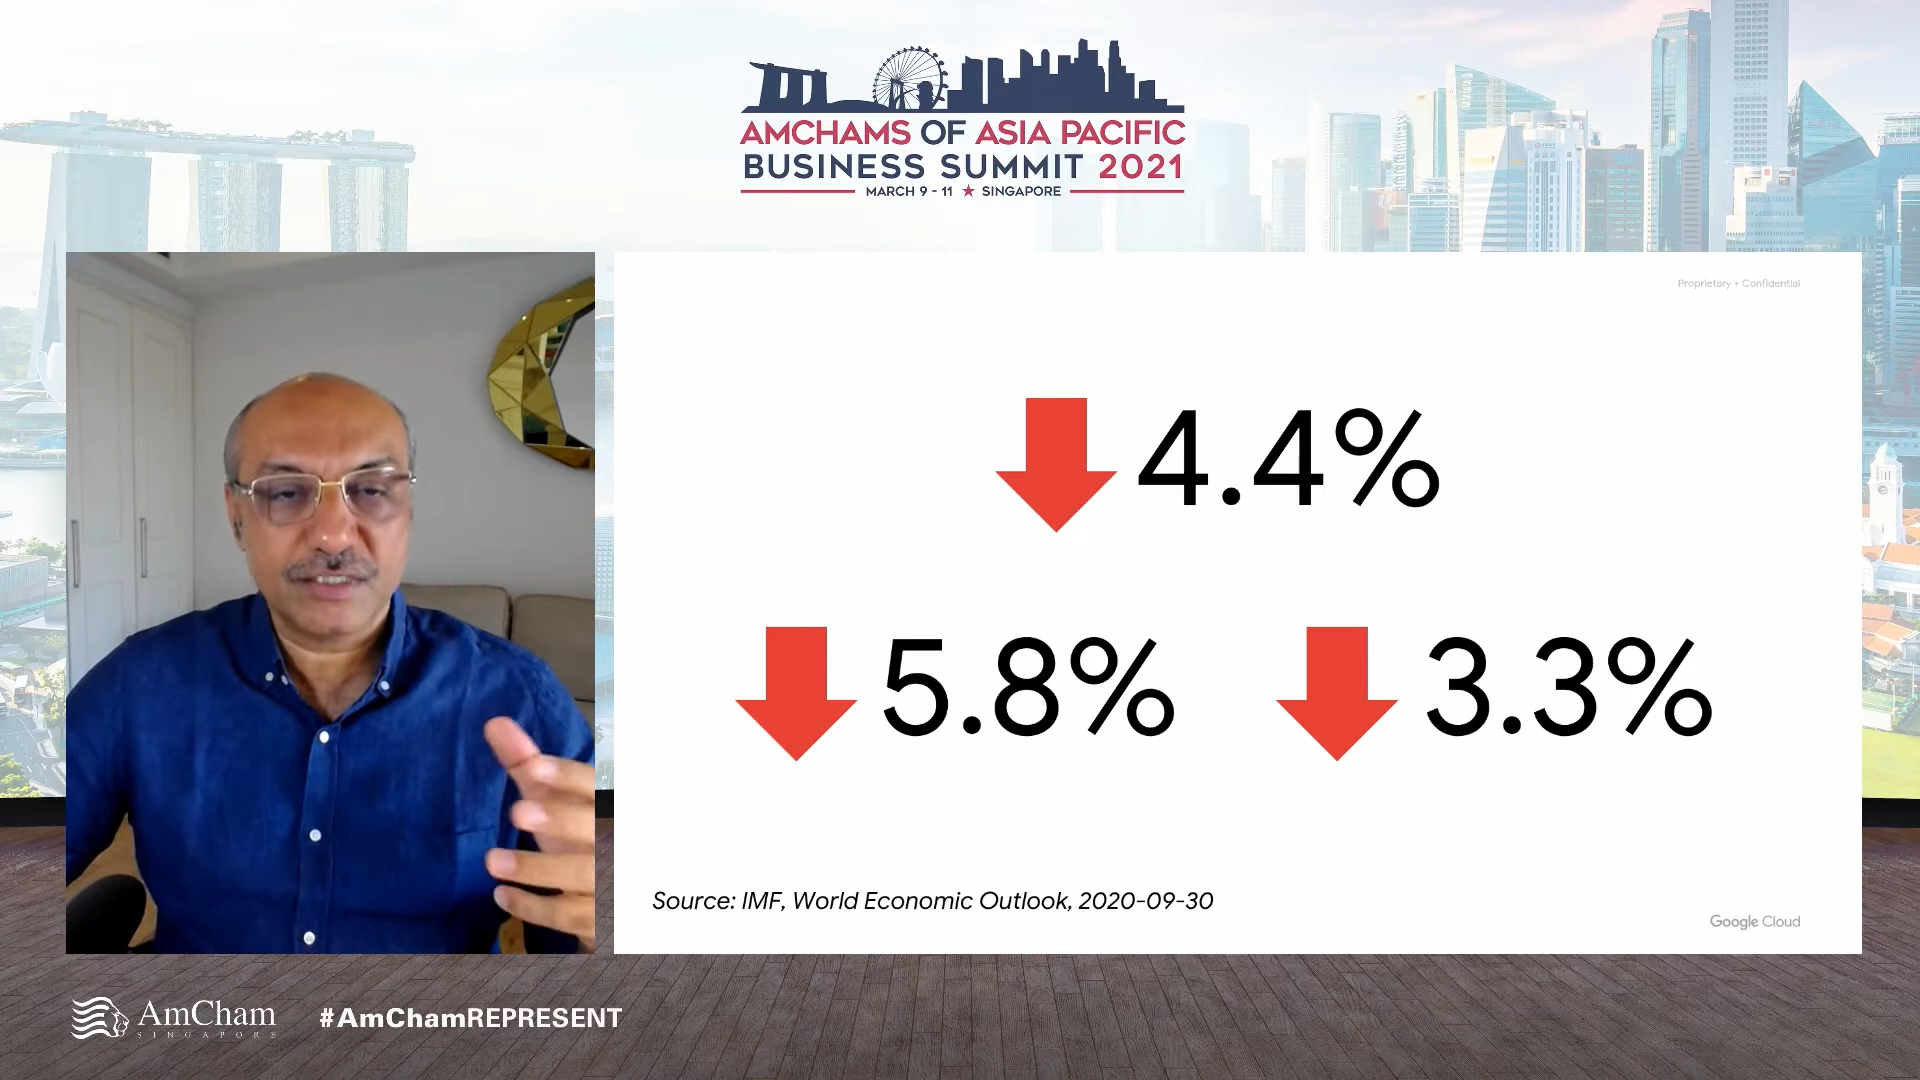 AMCHAMS OF ASIA PACIFIC
BUSINESS SUMMIT 2021
MARCH 9 - 11 ★ SINGAPORE
Proprietary + Confidential
4.4%
5.8%
3.3%
Source: IMF, World Economic Outlook, 2020-09-30
Google Cloud
AmCham
SINGAPORE
#AmChamREPRESENT